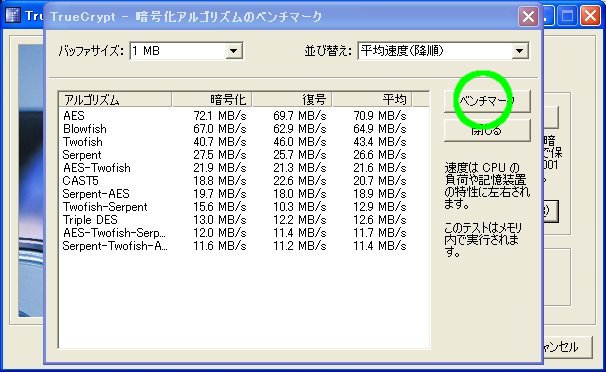 TrueCrypt - 暗号化アルゴリズムのベンチマーク
バッファサイズ: 1 MB 並び替え: 平均速度(降順)
アルゴリズム 暗号化 復号 平均
AES 72.1 MB/s 69.7 MB/s 70.9 MB/s
Blowfish 67.0 MB/s 62.9 MB/s 64.9 MB/s
Twofish 40.7 MB/s 46.0 MB/s 43.4 MB/s
Serpent 27.5 MB/s 25.7 MB/s 26.6 MB/s
AES-Twofish 21.9 MB/s 21.3 MB/s 21.6 MB/s
CAST5 18.8 MB/s 22.6 MB/s 20.7 MB/s
Serpent-AES 19.7 MB/s 18.0 MB/s 18.9 MB/s
Twofish-Serpent 15.6 MB/s 10.3 MB/s 12.9 MB/s
Triple DES 13.0 MB/s 12.2 MB/s 12.6 MB/s
AES-Twofish-Serp... 12.0 MB/s 11.4 MB/s 11.7 MB/s
Serpent-Twofish-A... 11.6 MB/s 11.2 MB/s 11.4 MB/s
ベンチマーク
閉じる
速度は CPU の
負荷や記憶装置
の特性に左右され
ます。
このテストはメモリ
内で実行されま
す。